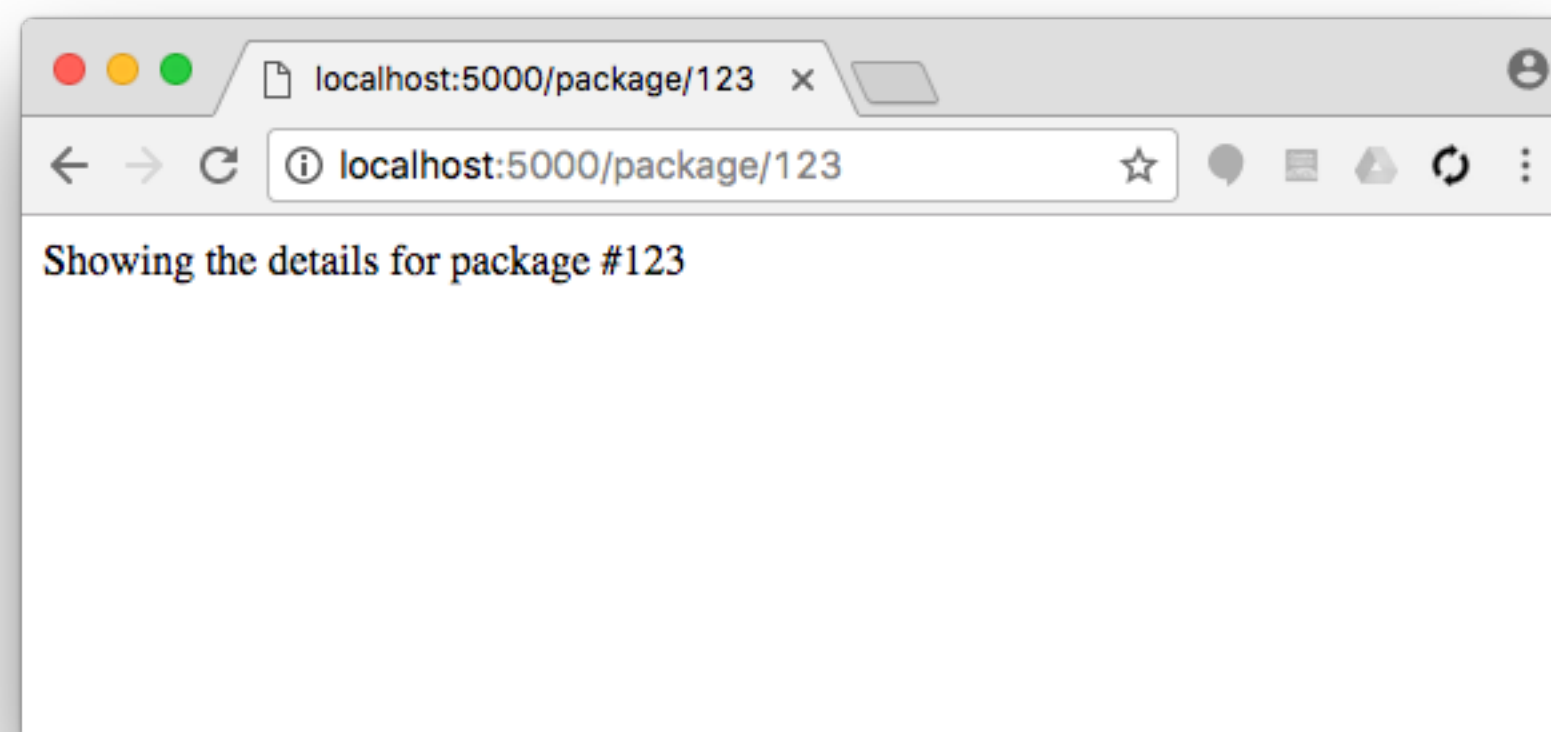 localhost:5000/package/123
localhost:5000/package/123
Showing the details for package #123